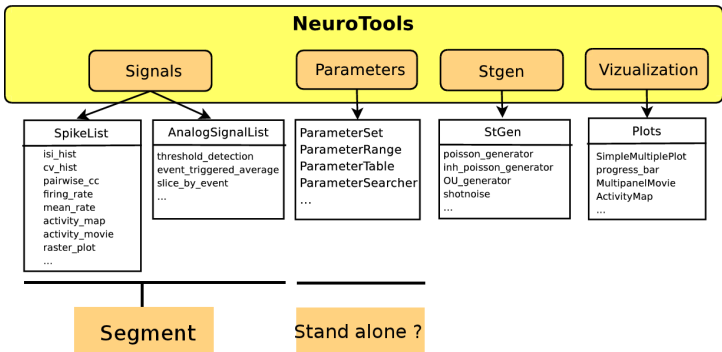 NeuroTools
Signals
Parameters
Stgen
Vizualization
SpikeList
isi_hist
cv_hist
pairwise_cc
firing_rate
mean_rate
activity_map
activity_movie
raster_plot
...
AnalogSignalList
threshold_detection
event_triggered_average
slice_by_event
...
ParameterSet
ParameterRange
ParameterTable
ParameterSearcher
...
StGen
poisson_generator
inh_poisson_generator
OU_generator
shotnoise
...
Plots
SimpleMultiplePlot
progress_bar
MultipanelMovie
ActivityMap
...
Segment
Stand alone ?